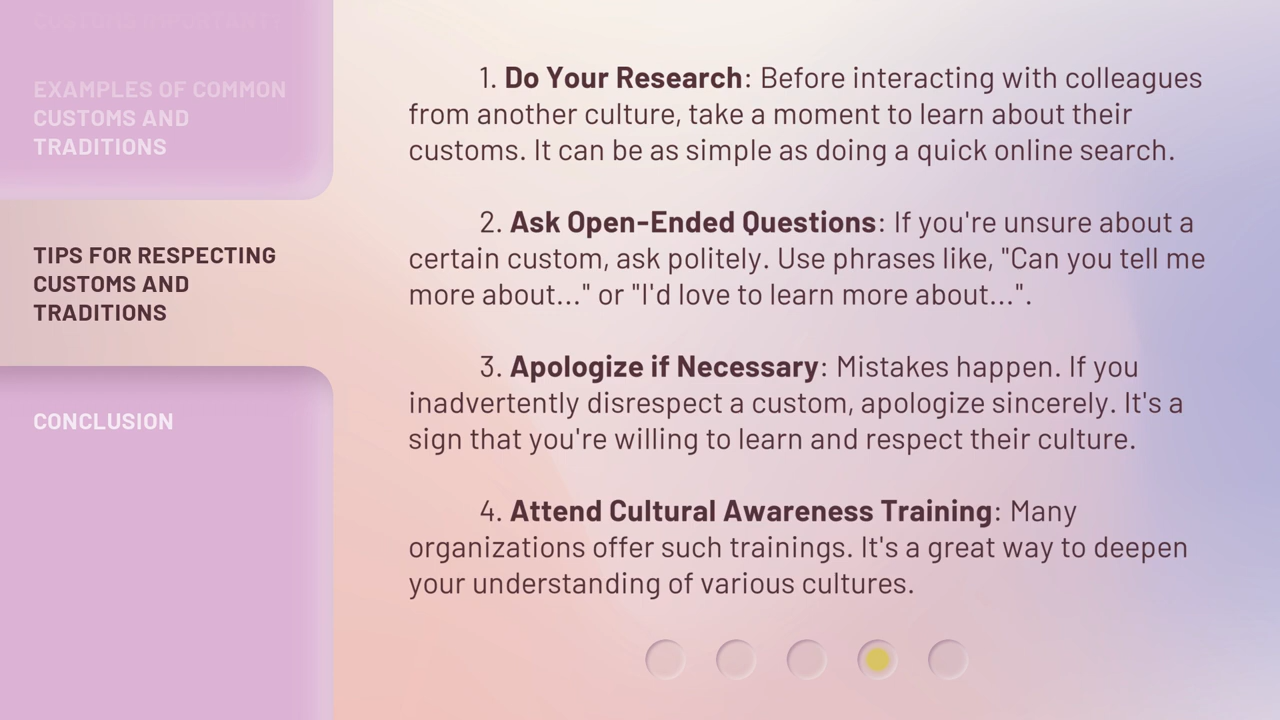 EXAMPLES OF COMMON
CUSTOMS AND
TRADITIONS
TIPS FOR RESPECTING
CUSTOMS AND
TRADITIONS
CONCLUSION
1. Do Your Research: Before interacting with colleagues
from another culture, take a moment to learn about their
customs. It can be as simple as doing a quick online search.
2. Ask Open-Ended Questions: If you're unsure about a
certain custom, ask politely. Use phrases like, "Can you tell me
more about..." or "I'd love to learn more about...".
3. Apologize if Necessary: Mistakes happen. If you
inadvertently disrespect a custom, apologize sincerely. It's a
sign that you're willing to learn and respect their culture.
4. Attend Cultural Awareness Training: Many
organizations offer such trainings. It's a great way to deepen
your understanding of various cultures.